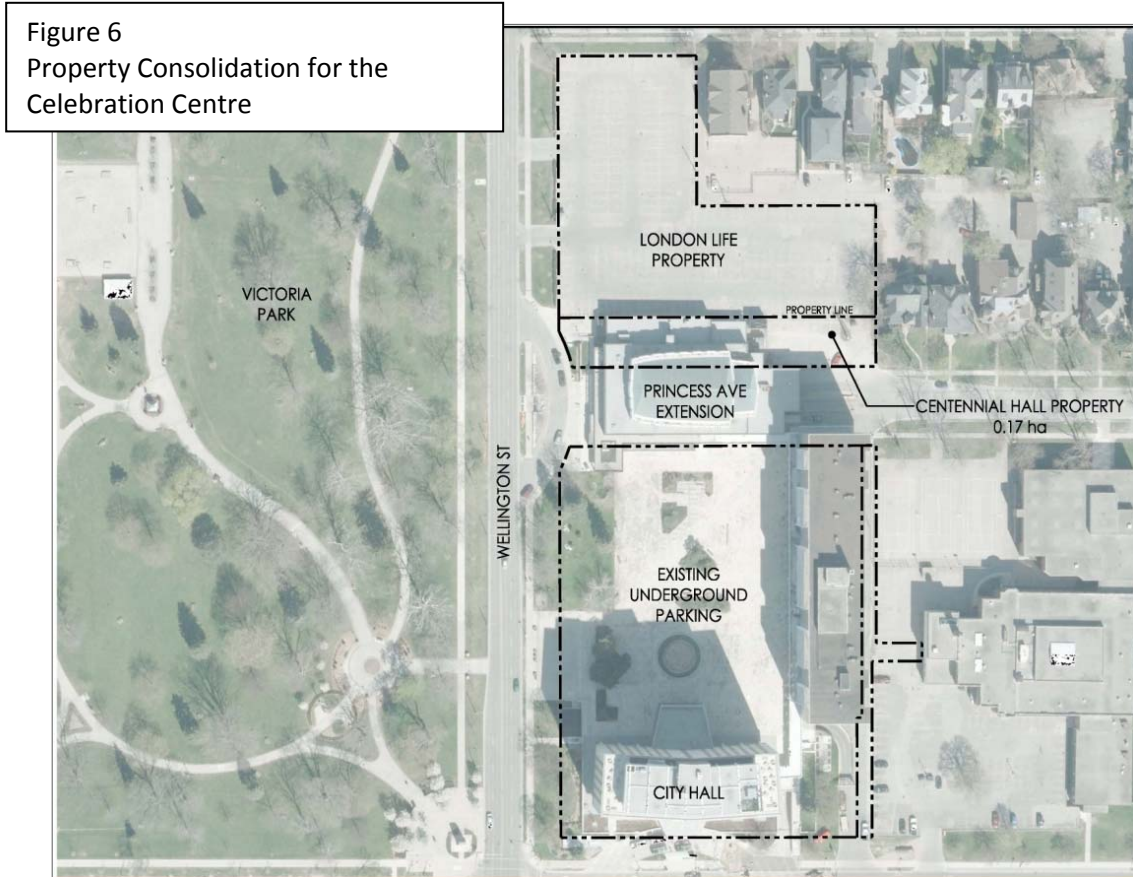 Figure 6
Property Consolidation for the
Celebration Centre
LONDON LIFE
PROPERTY
VICTORIA
PARK
PROPERTY LINE
PRINCESS AVE
EXTENSION
CENTENNIAL HALL PROPERTY
0.17 ha
WELLINGTON ST
EXISTING
UNDERGROUND
PARKING
CITY HALL